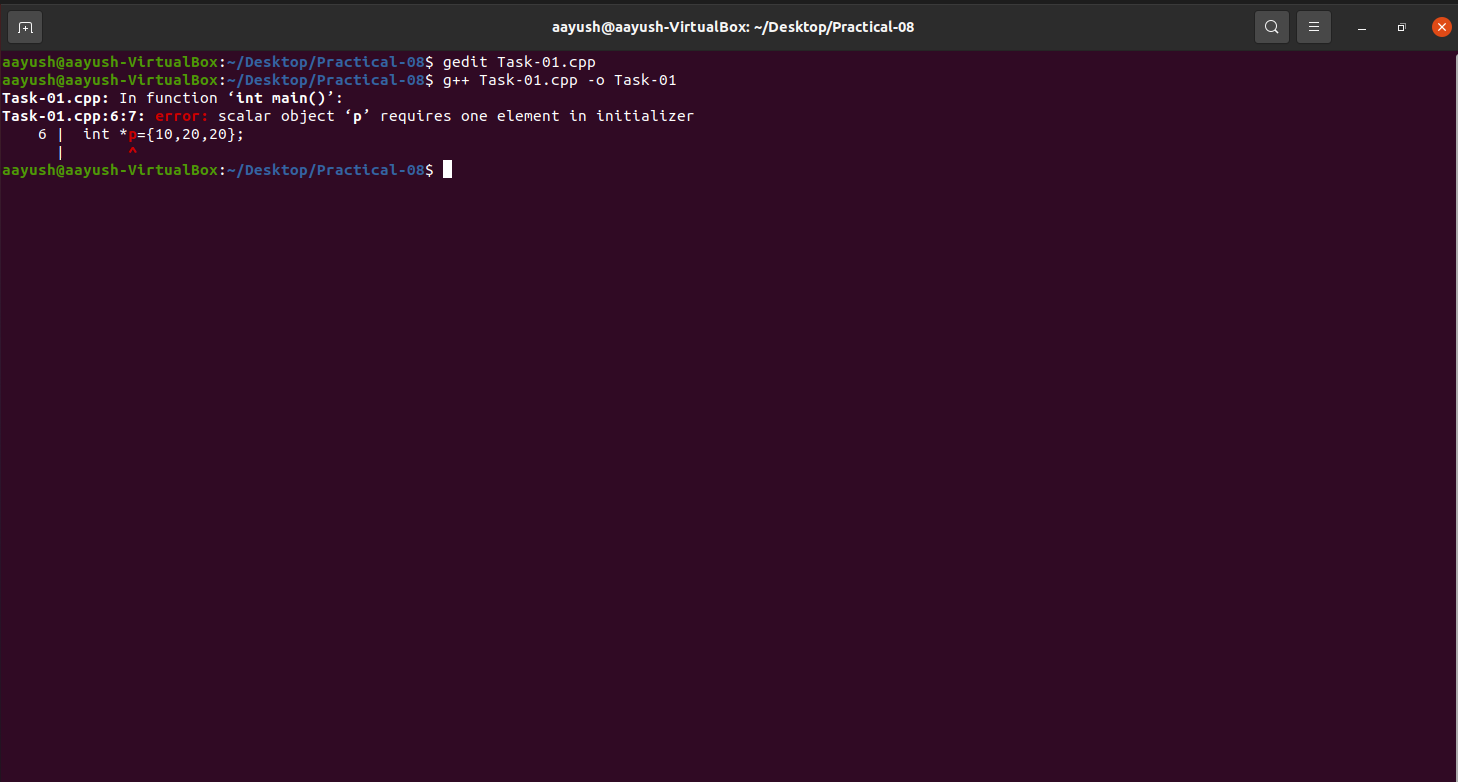 aayush@aayush-VirtualBox: ~/Desktop/Practical-08
aayush@aayush-VirtualBox:~/Desktop/Practical-08$ gedit Task-01.cpp
aayush@aayush-VirtualBox:~/Desktop/Practical-08$ g++ Task-01.cpp -o Task-01
Task-01.cpp: In function ‘int main()’:
Task-01.cpp:6:7: error: scalar object ‘p’ requires one element in initializer
    6 |  int *p={10,20,20};
      |       ^
aayush@aayush-VirtualBox:~/Desktop/Practical-08$